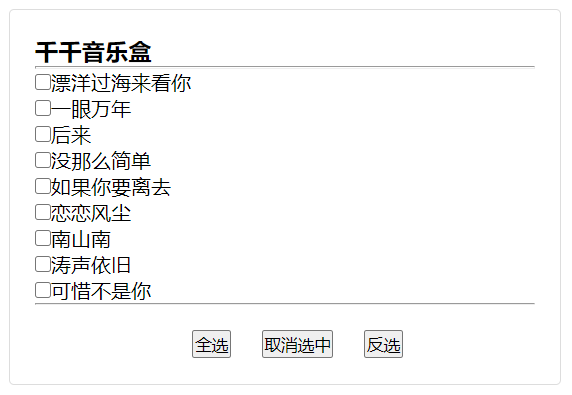 千千音乐盒
漂洋过海来看你
一眼万年
后来
没那么简单
如果你要离去
恋恋风尘
南山南
涛声依旧
可惜不是你
全选 取消选中 反选